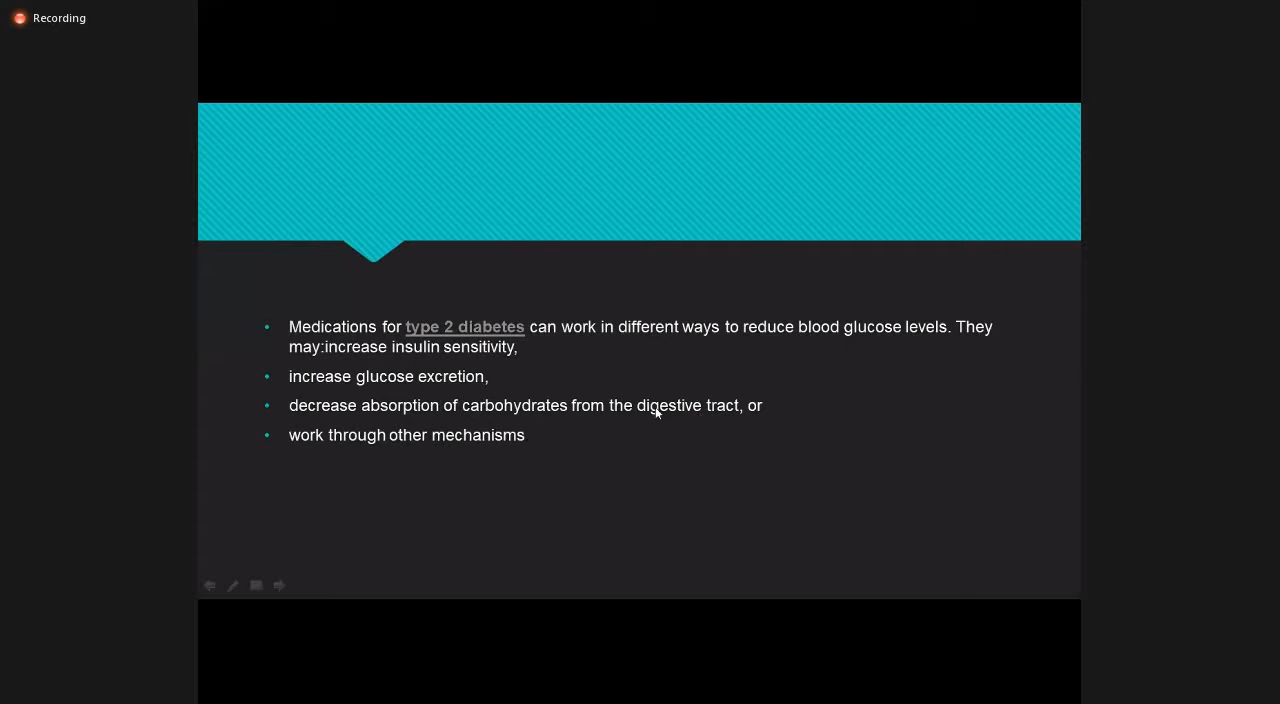 Recording
Medications for type 2 diabetes can work in different ways to reduce blood glucose levels. They
may:increase insulin sensitivity,
increase glucose excretion,
decrease absorption of carbohydrates from the digestive tract, or
work through other mechanisms